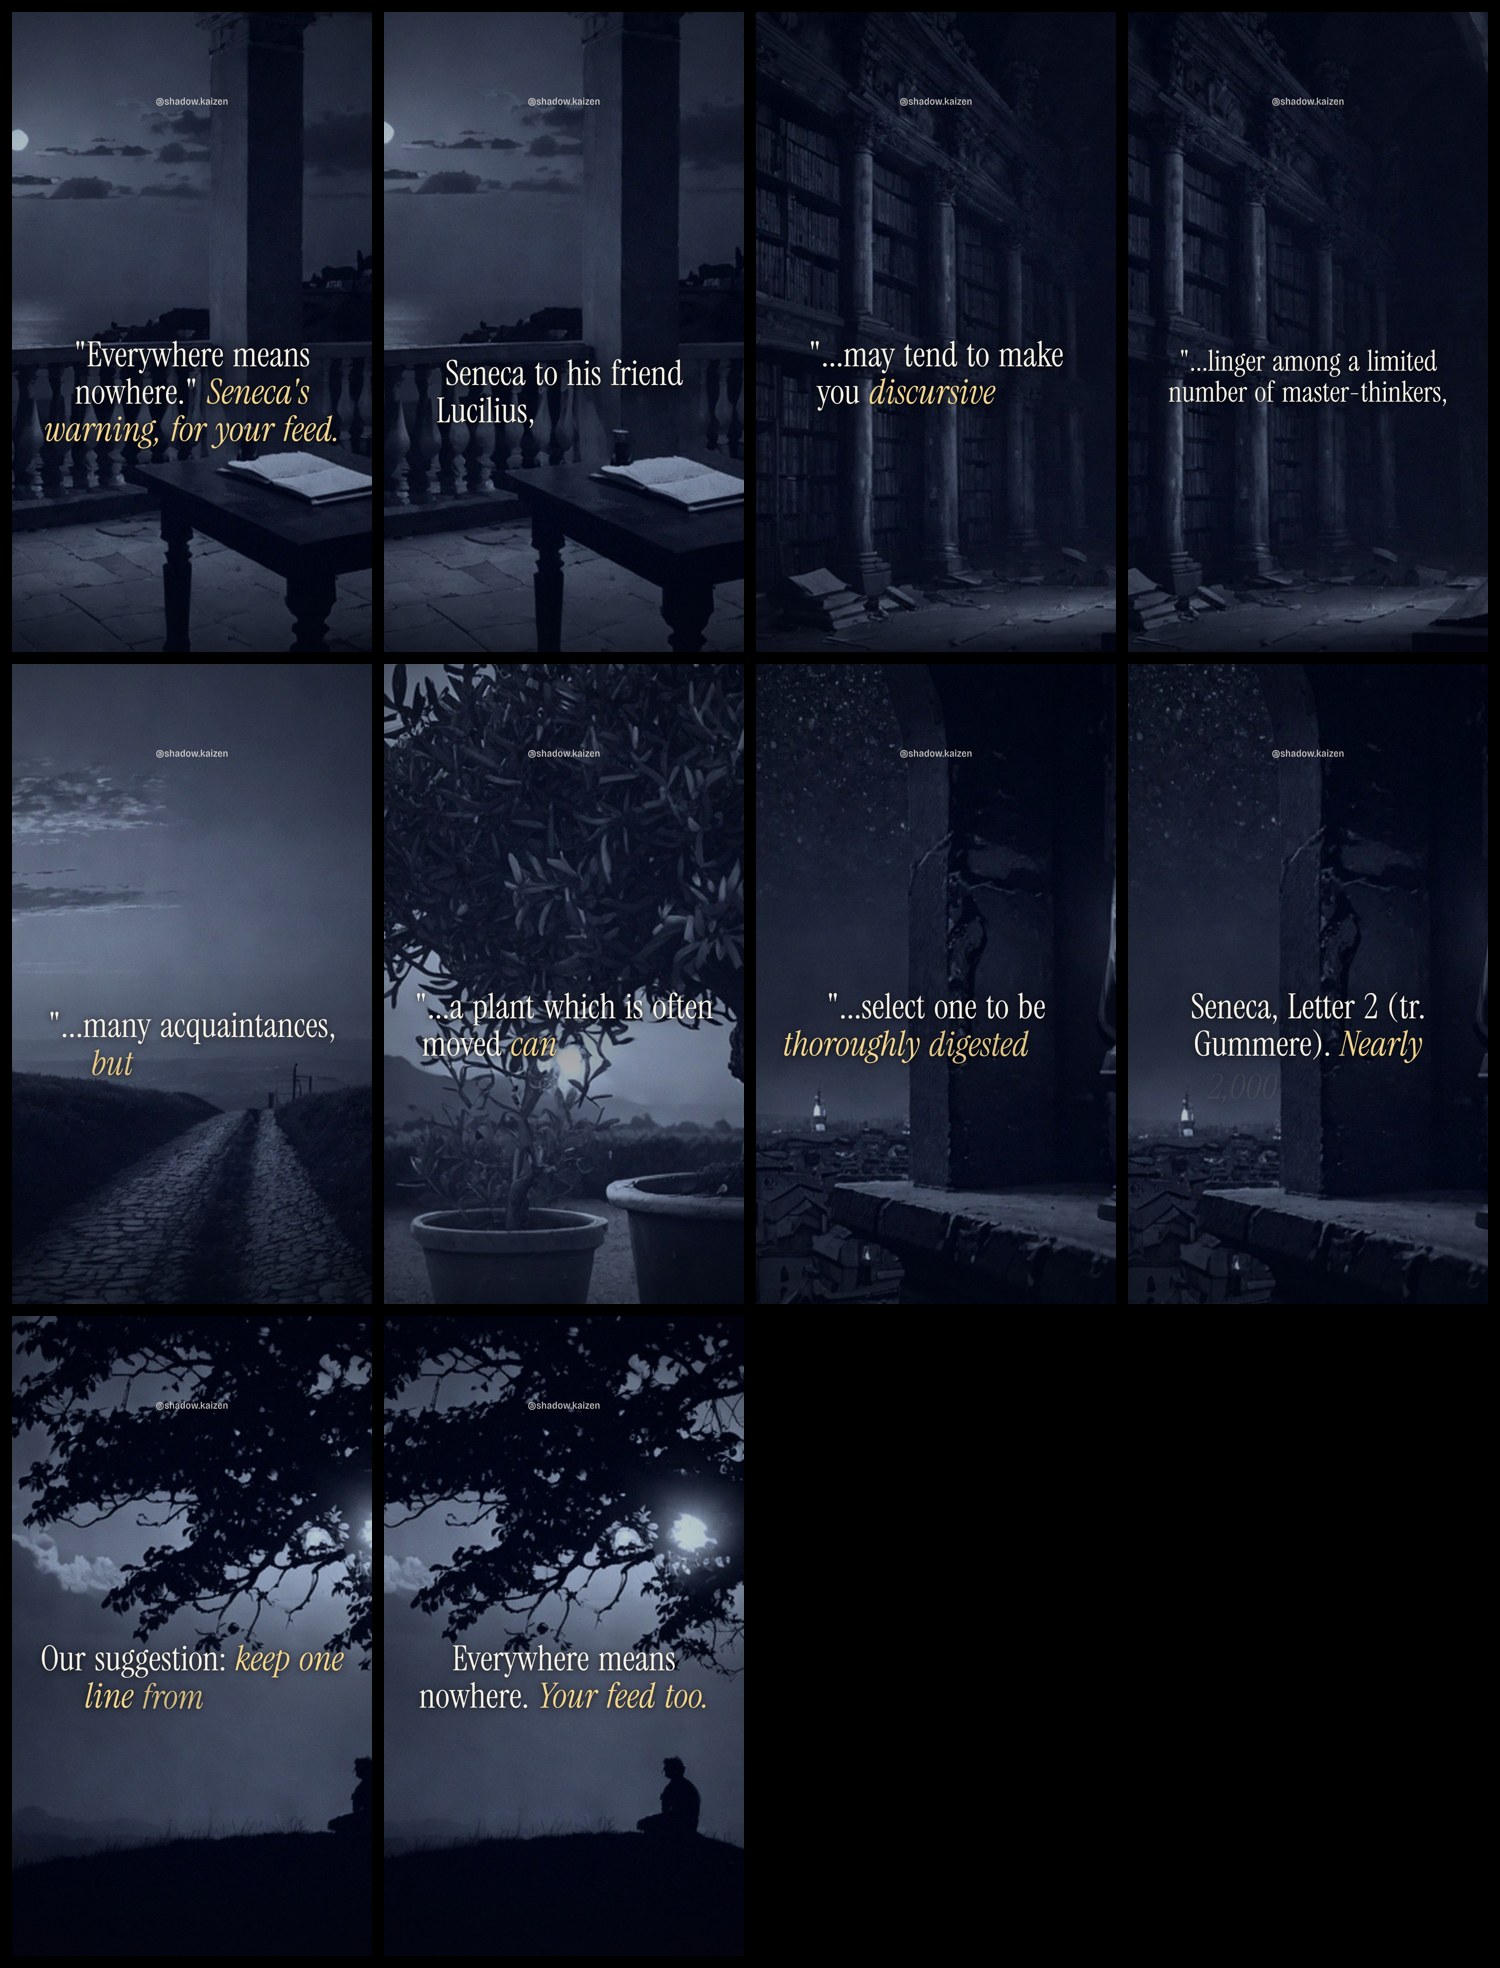 @shadow.kaizen
"Everywhere means
nowhere." Seneca's
warning, for your feed.
@shadow.kaizen
Seneca to his friend
Lucilius,
@shadow.kaizen
"...may tend to make
you discursive
@shadow.kaizen
"...linger among a limited
number of master-thinkers,
@shadow.kaizen
"...many acquaintances,
but
@shadow.kaizen
"...a plant which is often
moved can
@shadow.kaizen
"...select one to be
thoroughly digested
@shadow.kaizen
Seneca, Letter 2 (tr.
Gummere). Nearly
2,000
@shadow.kaizen
Our suggestion: keep one
line from
@shadow.kaizen
Everywhere means
nowhere. Your feed too.